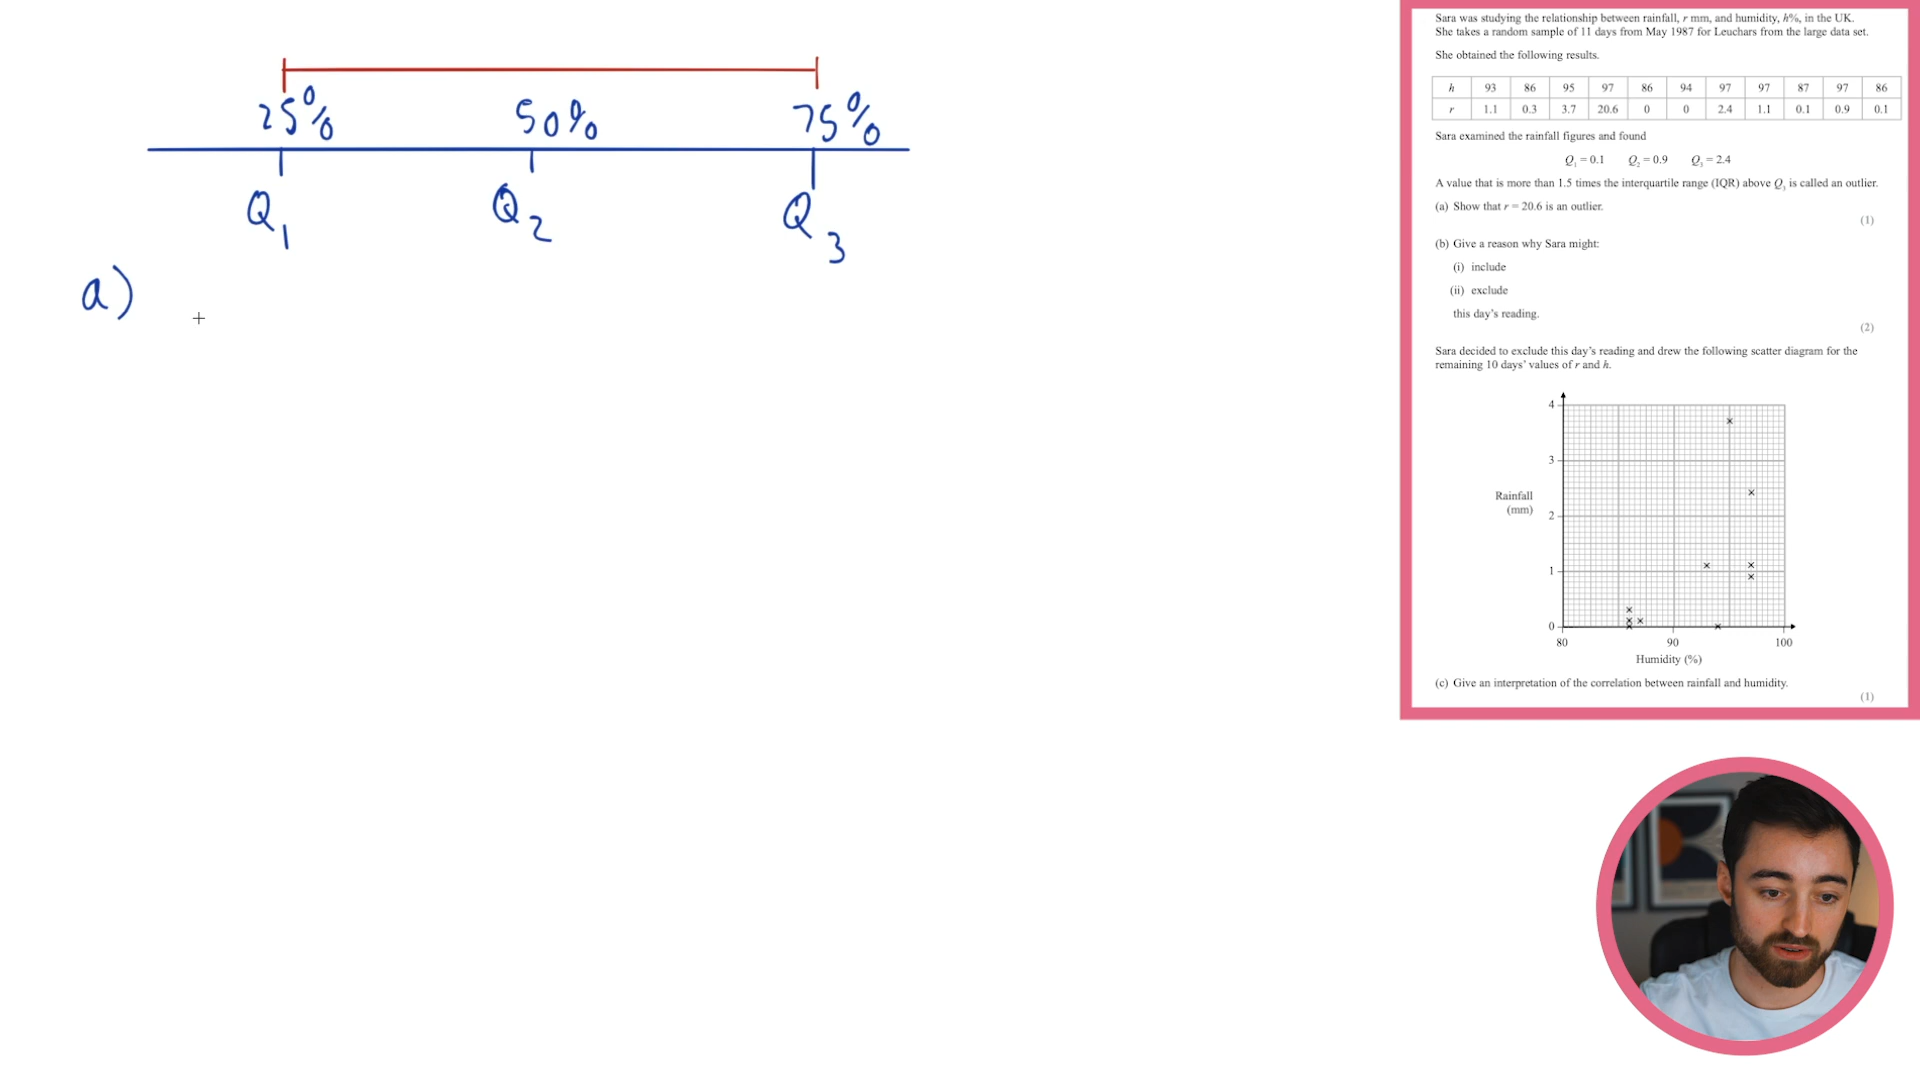 25% 50% 75%
Q₁ Q₂ Q₃
a)
Sara was studying the relationship between rainfall, r mm, and humidity, h%, in the UK.
She takes a random sample of 11 days from May 1987 for Leuchars from the large data set.
She obtained the following results.
h 93 86 95 97 86 94 97 97 87 97 86
r 1.1 0.3 3.7 20.6 0 0 2.4 1.1 0.1 0.9 0.1
Sara examined the rainfall figures and found
Q₁ = 0.1 Q₂ = 0.9 Q₃ = 2.4
A value that is more than 1.5 times the interquartile range (IQR) above Q₃ is called an outlier.
(a) Show that r = 20.6 is an outlier.
(1)
(b) Give a reason why Sara might:
(i) include
(ii) exclude
this day's reading.
(2)
Sara decided to exclude this day's reading and drew the following scatter diagram for the
remaining 10 days' values of r and h.
4
3
Rainfall
(mm)
2
1
0
80 90 100
Humidity (%)
(c) Give an interpretation of the correlation between rainfall and humidity.
(1)